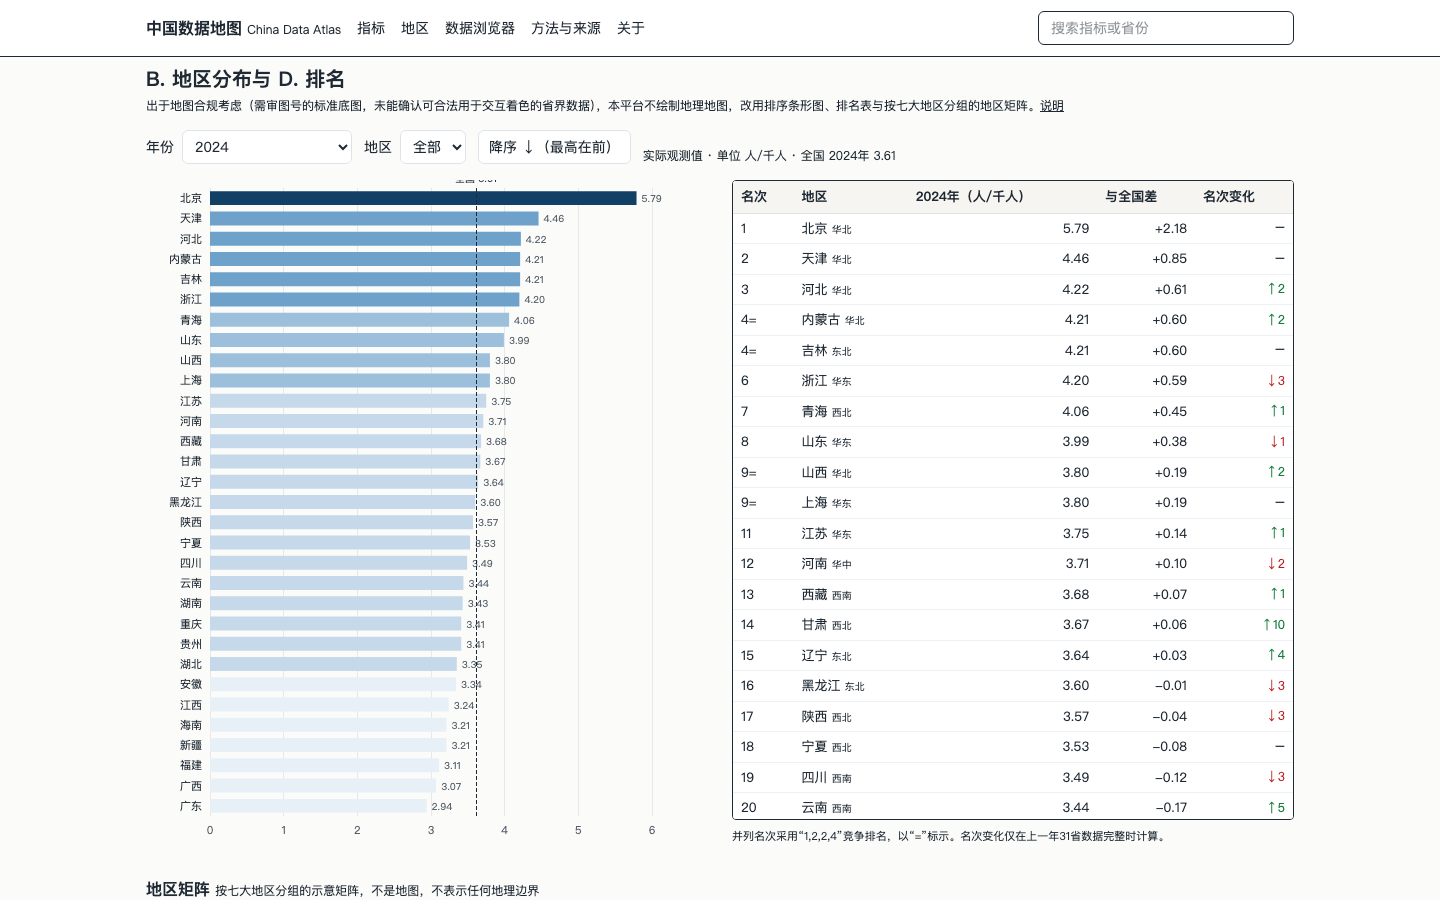 中国数据地图 China Data Atlas 指标 地区 数据浏览器 方法与来源 关于 搜索指标或省份
B. 地区分布与 D. 排名
出于地图合规考虑（需审图号的标准底图，未能确认可合法用于交互着色的省界数据），本平台不绘制地理地图，改用排序条形图、排名表与按七大地区分组的地区矩阵。说明
年份 2024 地区 全部 降序 ↓（最高在前） 实际观测值 · 单位 人/千人 · 全国 2024年 3.61
北京 5.79
天津 4.46
河北 4.22
内蒙古 4.21
吉林 4.21
浙江 4.20
青海 4.06
山东 3.99
山西 3.80
上海 3.80
江苏 3.75
河南 3.71
西藏 3.68
甘肃 3.67
辽宁 3.64
黑龙江 3.60
陕西 3.57
宁夏 3.53
四川 3.49
云南 3.44
湖南 3.43
重庆 3.41
贵州 3.41
湖北 3.35
安徽 3.34
江西 3.24
海南 3.21
新疆 3.21
福建 3.11
广西 3.07
广东 2.94
0 1 2 3 4 5 6
名次 地区 2024年（人/千人） 与全国差 名次变化
1 北京 华北 5.79 +2.18 —
2 天津 华北 4.46 +0.85 —
3 河北 华北 4.22 +0.61 ↑2
4= 内蒙古 华北 4.21 +0.60 ↑2
4= 吉林 东北 4.21 +0.60 —
6 浙江 华东 4.20 +0.59 ↓3
7 青海 西北 4.06 +0.45 ↑1
8 山东 华东 3.99 +0.38 ↓1
9= 山西 华北 3.80 +0.19 ↑2
9= 上海 华东 3.80 +0.19 —
11 江苏 华东 3.75 +0.14 ↑1
12 河南 华中 3.71 +0.10 ↓2
13 西藏 西南 3.68 +0.07 ↑1
14 甘肃 西北 3.67 +0.06 ↑10
15 辽宁 东北 3.64 +0.03 ↑4
16 黑龙江 东北 3.60 −0.01 ↓3
17 陕西 西北 3.57 −0.04 ↓3
18 宁夏 西北 3.53 −0.08 —
19 四川 西南 3.49 −0.12 ↓3
20 云南 西南 3.44 −0.17 ↑5
并列名次采用“1,2,2,4”竞争排名，以“=”标示。名次变化仅在上一年31省数据完整时计算。
地区矩阵 按七大地区分组的示意矩阵，不是地图，不表示任何地理边界